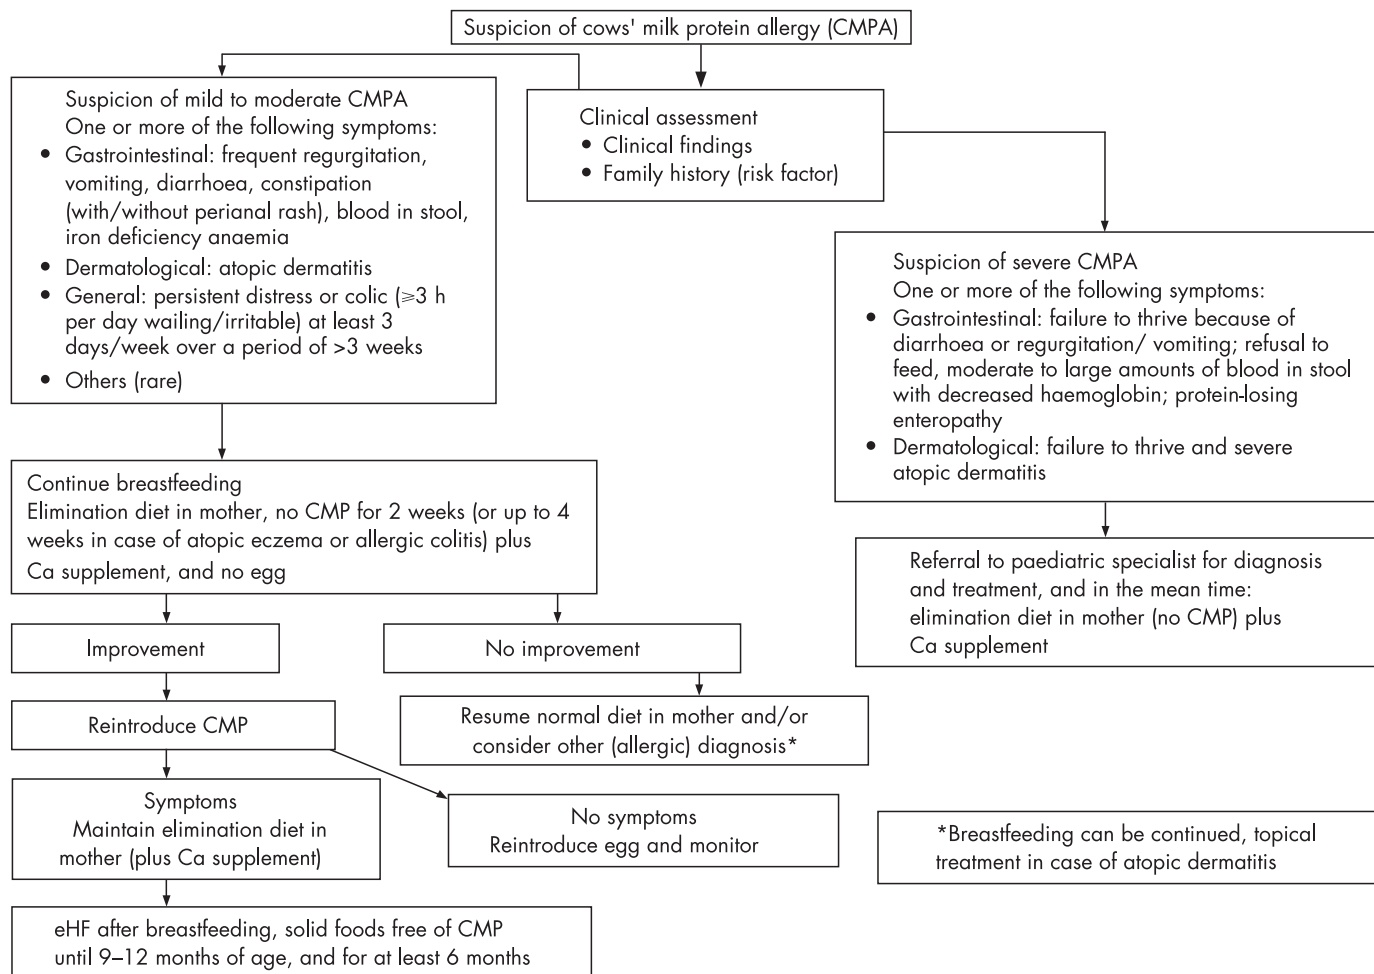 Suspicion of cows' milk protein allergy (CMPA)
Clinical assessment
• Clinical findings
• Family history (risk factor)
Suspicion of mild to moderate CMPA
One or more of the following symptoms:
• Gastrointestinal: frequent regurgitation,
vomiting, diarrhoea, constipation
(with/without perianal rash), blood in stool,
iron deficiency anaemia
• Dermatological: atopic dermatitis
• General: persistent distress or colic (⩾3 h
per day wailing/irritable) at least 3
days/week over a period of >3 weeks
• Others (rare)
Suspicion of severe CMPA
One or more of the following symptoms:
• Gastrointestinal: failure to thrive because of
diarrhoea or regurgitation/ vomiting; refusal to
feed, moderate to large amounts of blood in stool
with decreased haemoglobin; protein-losing
enteropathy
• Dermatological: failure to thrive and severe
atopic dermatitis
Continue breastfeeding
Elimination diet in mother, no CMP for 2 weeks (or up to 4
weeks in case of atopic eczema or allergic colitis) plus
Ca supplement, and no egg
Referral to paediatric specialist for diagnosis
and treatment, and in the mean time:
elimination diet in mother (no CMP) plus
Ca supplement
Improvement
No improvement
Reintroduce CMP
Resume normal diet in mother and/or
consider other (allergic) diagnosis*
Symptoms
Maintain elimination diet in
mother (plus Ca supplement)
No symptoms
Reintroduce egg and monitor
*Breastfeeding can be continued, topical
treatment in case of atopic dermatitis
eHF after breastfeeding, solid foods free of CMP
until 9–12 months of age, and for at least 6 months